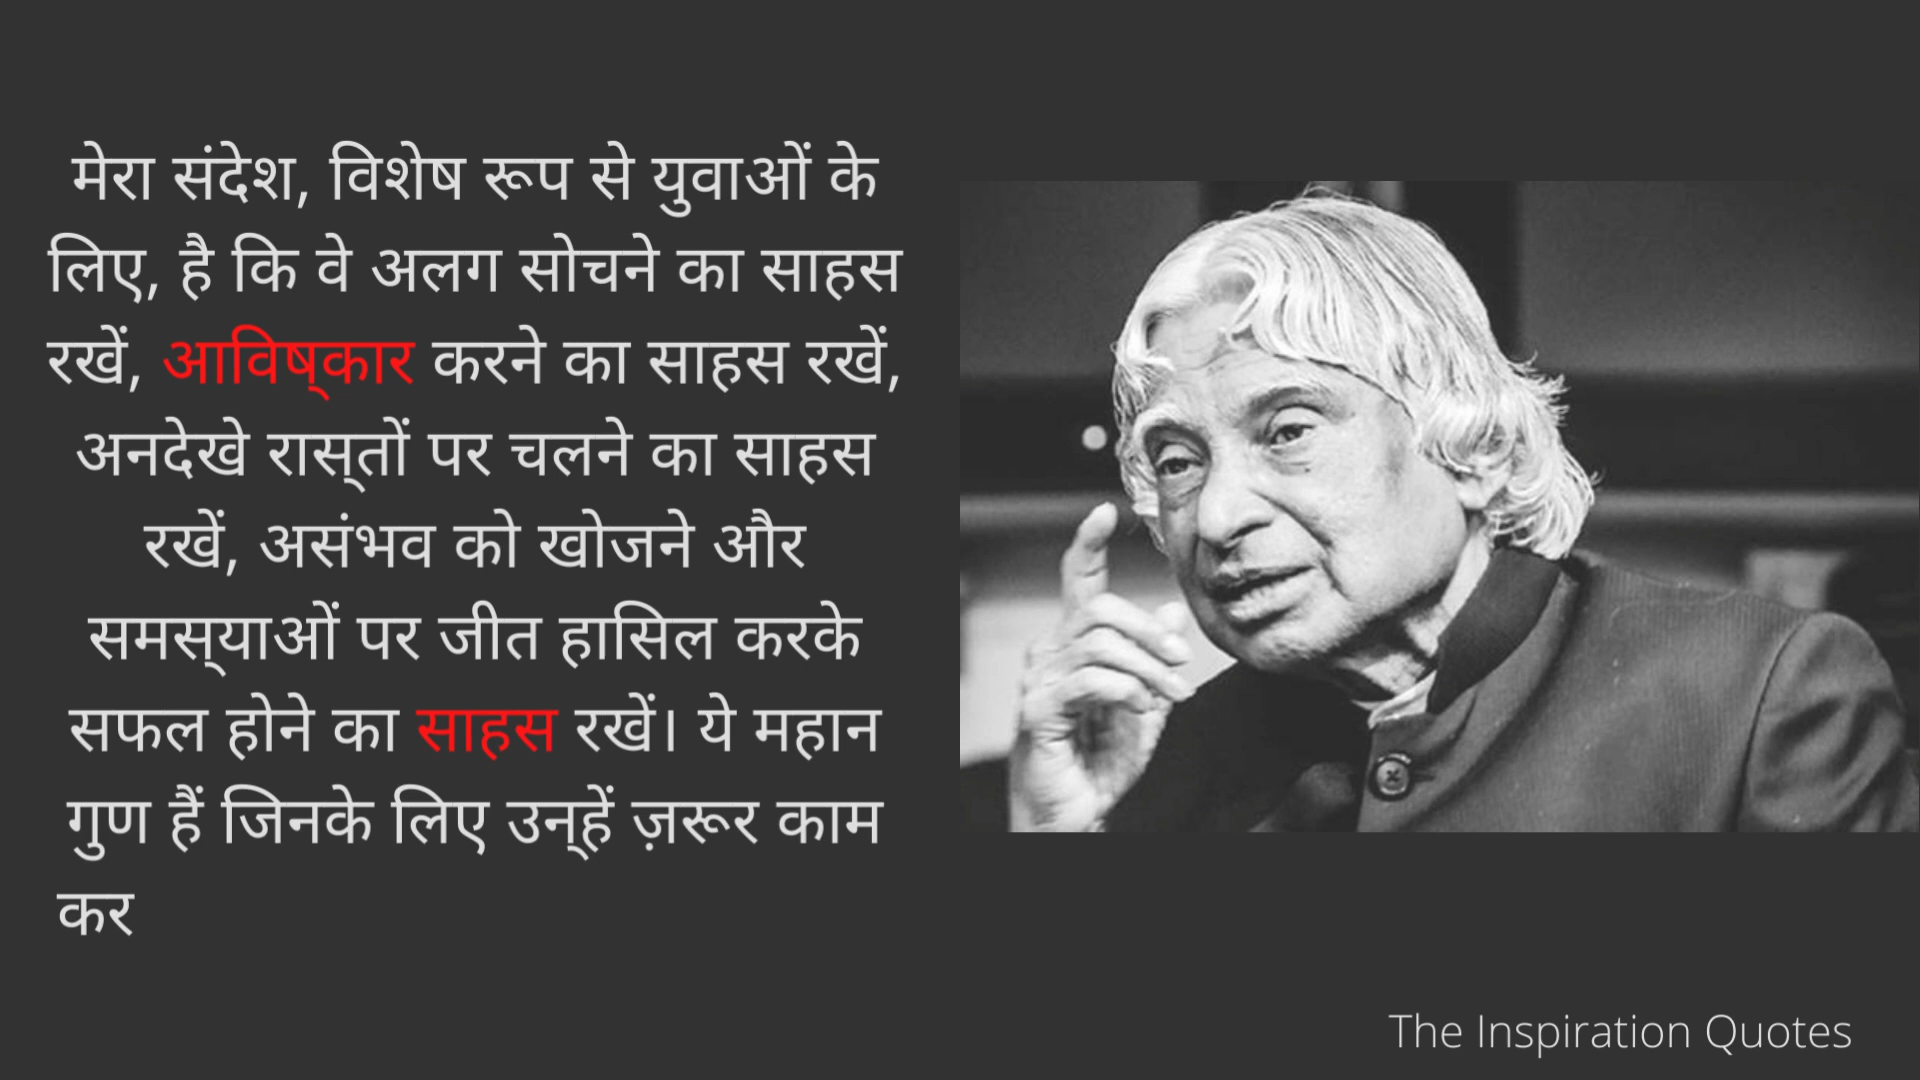 मेरा संदेश, विशेष रूप से युवाओं के
लिए, है कि वे अलग सोचने का साहस
रखें, आविष्कार करने का साहस रखें,
अनदेखे रास्तों पर चलने का साहस
रखें, असंभव को खोजने और
समस्याओं पर जीत हासिल करके
सफल होने का साहस रखें। ये महान
गुण हैं जिनके लिए उन्हें ज़रूर काम
कर
The Inspiration Quotes